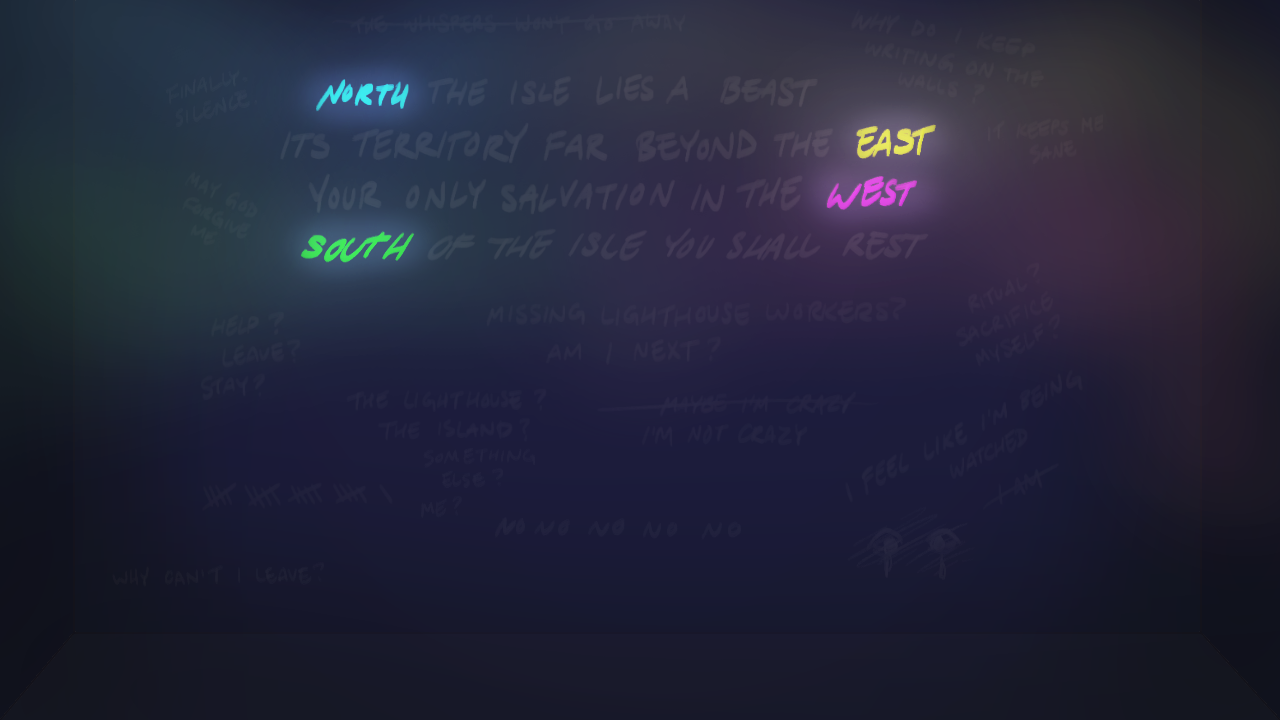 THE WHISPERS WON'T GO AWAY
WHY DO I KEEP
WRITING ON THE
WALLS?
FINALLY,
SILENCE
NORTH THE ISLE LIES A BEAST
ITS TERRITORY FAR BEYOND THE EAST
IT KEEPS ME
SANE
YOUR ONLY SALVATION IN THE WEST
MAY GOD
FORGIVE
ME
SOUTH OF THE ISLE YOU SHALL REST
MISSING LIGHTHOUSE WORKERS?
AM I NEXT?
RITUAL?
SACRIFICE
MYSELF?
HELP?
LEAVE?
STAY?
THE LIGHTHOUSE?
THE ISLAND?
SOMETHING
ELSE?
ME?
MAYBE I'M CRAZY
I'M NOT CRAZY
I FEEL LIKE I'M BEING
WATCHED
I AM
NO NO NO NO NO
WHY CAN'T I LEAVE?